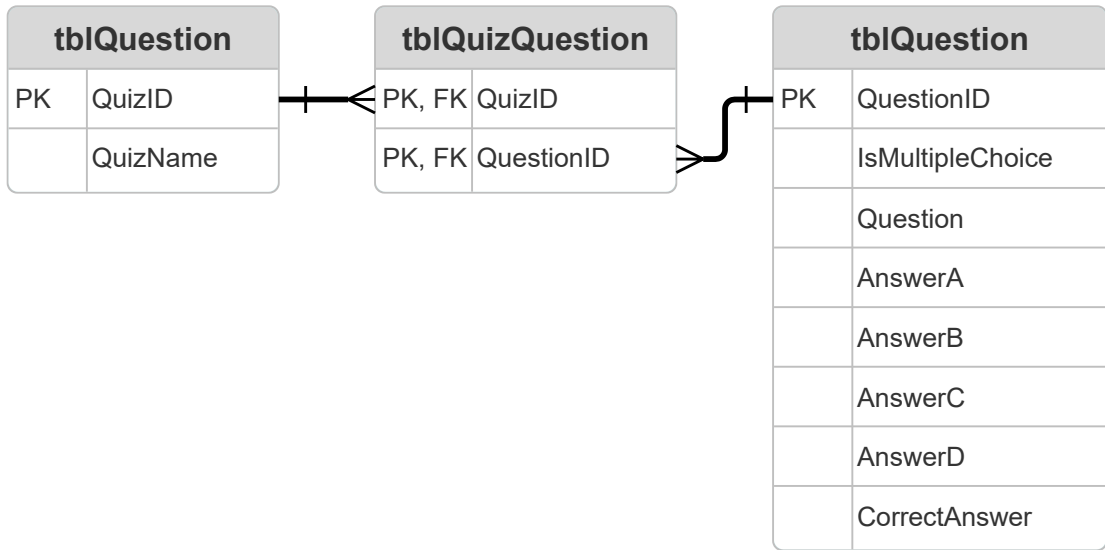 tblQuestion
PK QuizID
QuizName
tblQuizQuestion
PK, FK QuizID
PK, FK QuestionID
tblQuestion
PK QuestionID
IsMultipleChoice
Question
AnswerA
AnswerB
AnswerC
AnswerD
CorrectAnswer